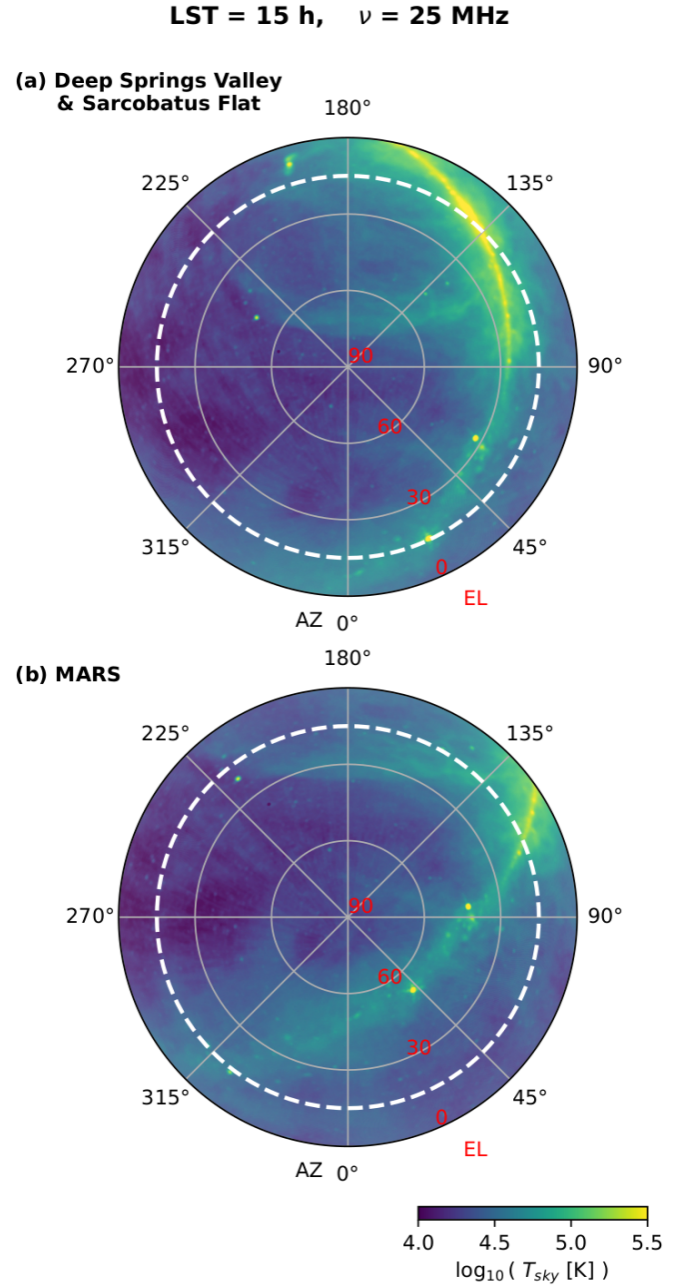 LST = 15 h, ν = 25 MHz
(a) Deep Springs Valley
& Sarcobatus Flat
180°
225° 135°
270° 90 90°
60
30
315° 45°
0
EL
AZ 0°
(b) MARS
180°
225° 135°
270° 90 90°
60
30
315° 45°
0
EL
AZ 0°
4.0 4.5 5.0 5.5
log₁₀ ( T_sky [K] )